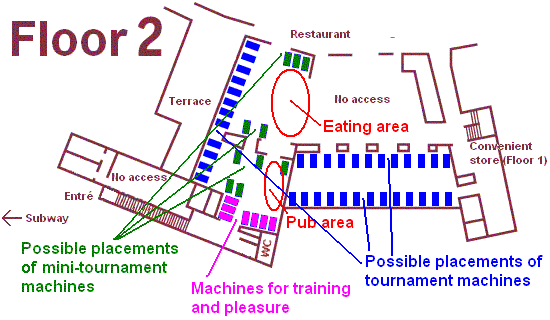 Floor 2
Restaurant
Terrace
No access
Eating area
Convenient
store (Floor 1)
No access
Entré
Subway
Pub area
WC
Possible placements
of mini-tournament
machines
Machines for training
and pleasure
Possible placements of
tournament machines